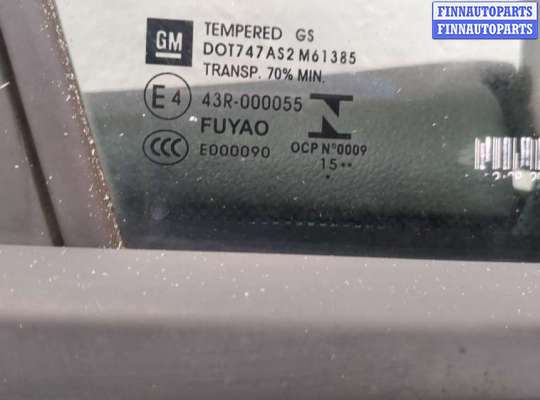 FINNAUTOPARTS
FINNAUTOPARTS
GM
TEMPERED GS
DOT747AS2 M61385
TRANSP. 70% MIN.
E4 43R-000055
FUYAO
CCC E000090
N
OCP N°0009
15••
•